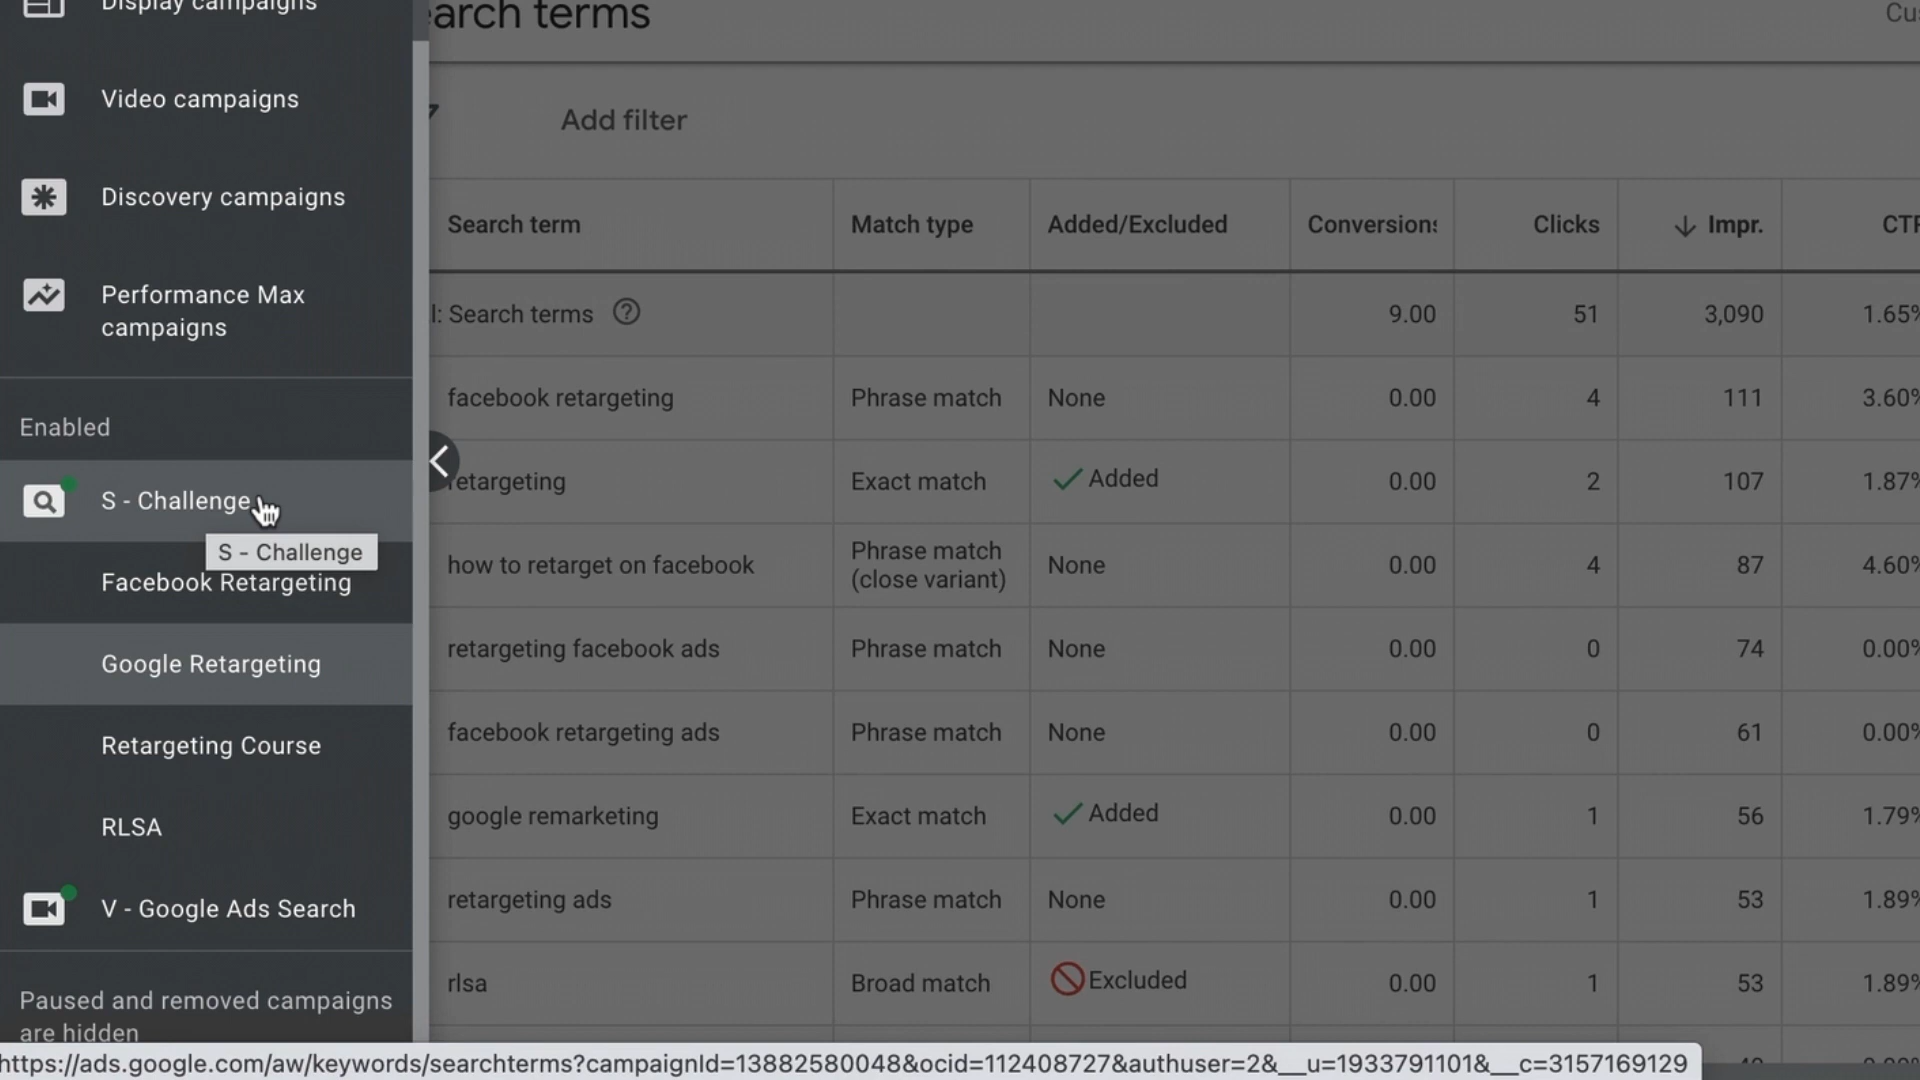 Display campaigns
Video campaigns
Discovery campaigns
Performance Max
campaigns
Enabled
S - Challenge
S - Challenge
Facebook Retargeting
Google Retargeting
Retargeting Course
RLSA
V - Google Ads Search
Paused and removed campaigns
are hidden
earch terms
Cus
Add filter
Search term Match type Added/Excluded Conversions Clicks Impr. CTR
l: Search terms 9.00 51 3,090 1.65%
facebook retargeting Phrase match None 0.00 4 111 3.60%
retargeting Exact match Added 0.00 2 107 1.87%
how to retarget on facebook Phrase match
(close variant) None 0.00 4 87 4.60%
retargeting facebook ads Phrase match None 0.00 0 74 0.00%
facebook retargeting ads Phrase match None 0.00 0 61 0.00%
google remarketing Exact match Added 0.00 1 56 1.79%
retargeting ads Phrase match None 0.00 1 53 1.89%
rlsa Broad match Excluded 0.00 1 53 1.89%
https://ads.google.com/aw/keywords/searchterms?campaignId=13882580048&ocid=112408727&authuser=2&__u=1933791101&__c=3157169129